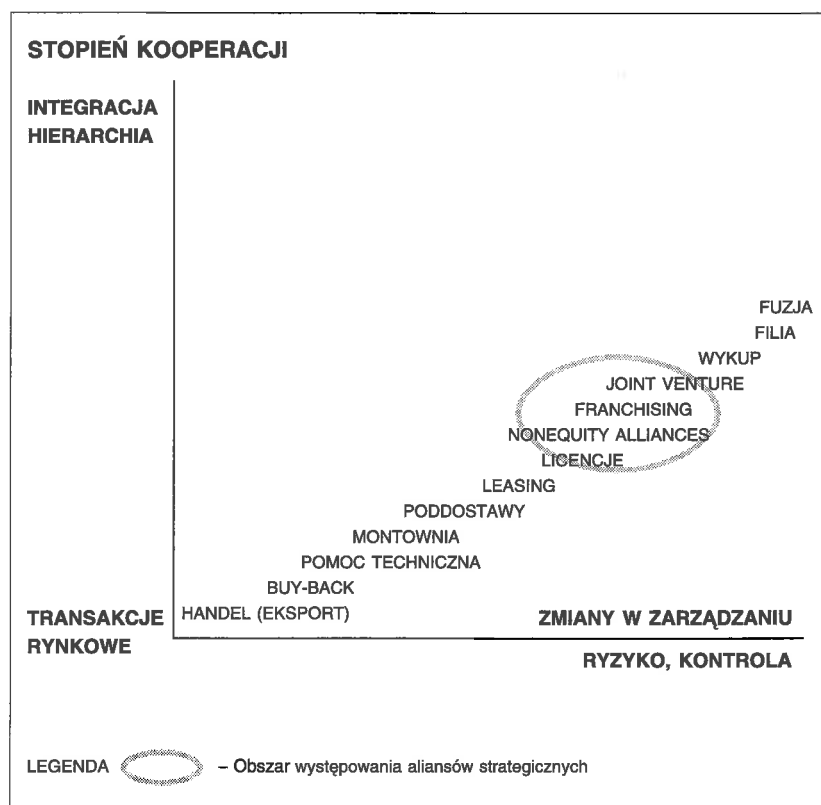 STOPIEŃ KOOPERACJI
INTEGRACJA
HIERARCHIA
FUZJA
FILIA
WYKUP
JOINT VENTURE
FRANCHISING
NONEQUITY ALLIANCES
LICENCJE
LEASING
PODDOSTAWY
MONTOWNIA
POMOC TECHNICZNA
BUY-BACK
HANDEL (EKSPORT)
TRANSAKCJE
RYNKOWE
ZMIANY W ZARZĄDZANIU
RYZYKO, KONTROLA
LEGENDA – Obszar występowania aliansów strategicznych